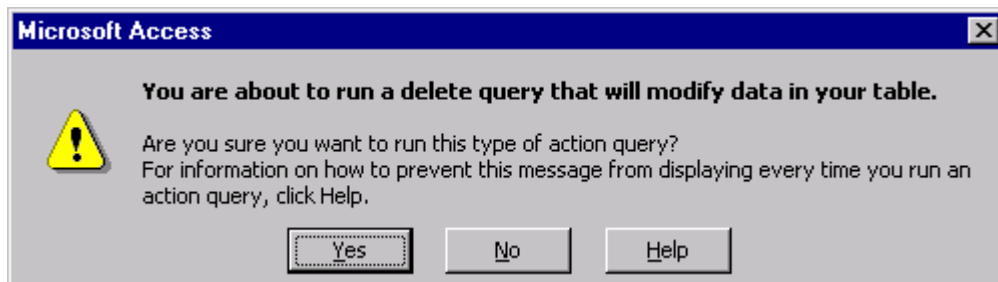 Microsoft Access
You are about to run a delete query that will modify data in your table.
Are you sure you want to run this type of action query?
For information on how to prevent this message from displaying every time you run an
action query, click Help.
Yes No Help